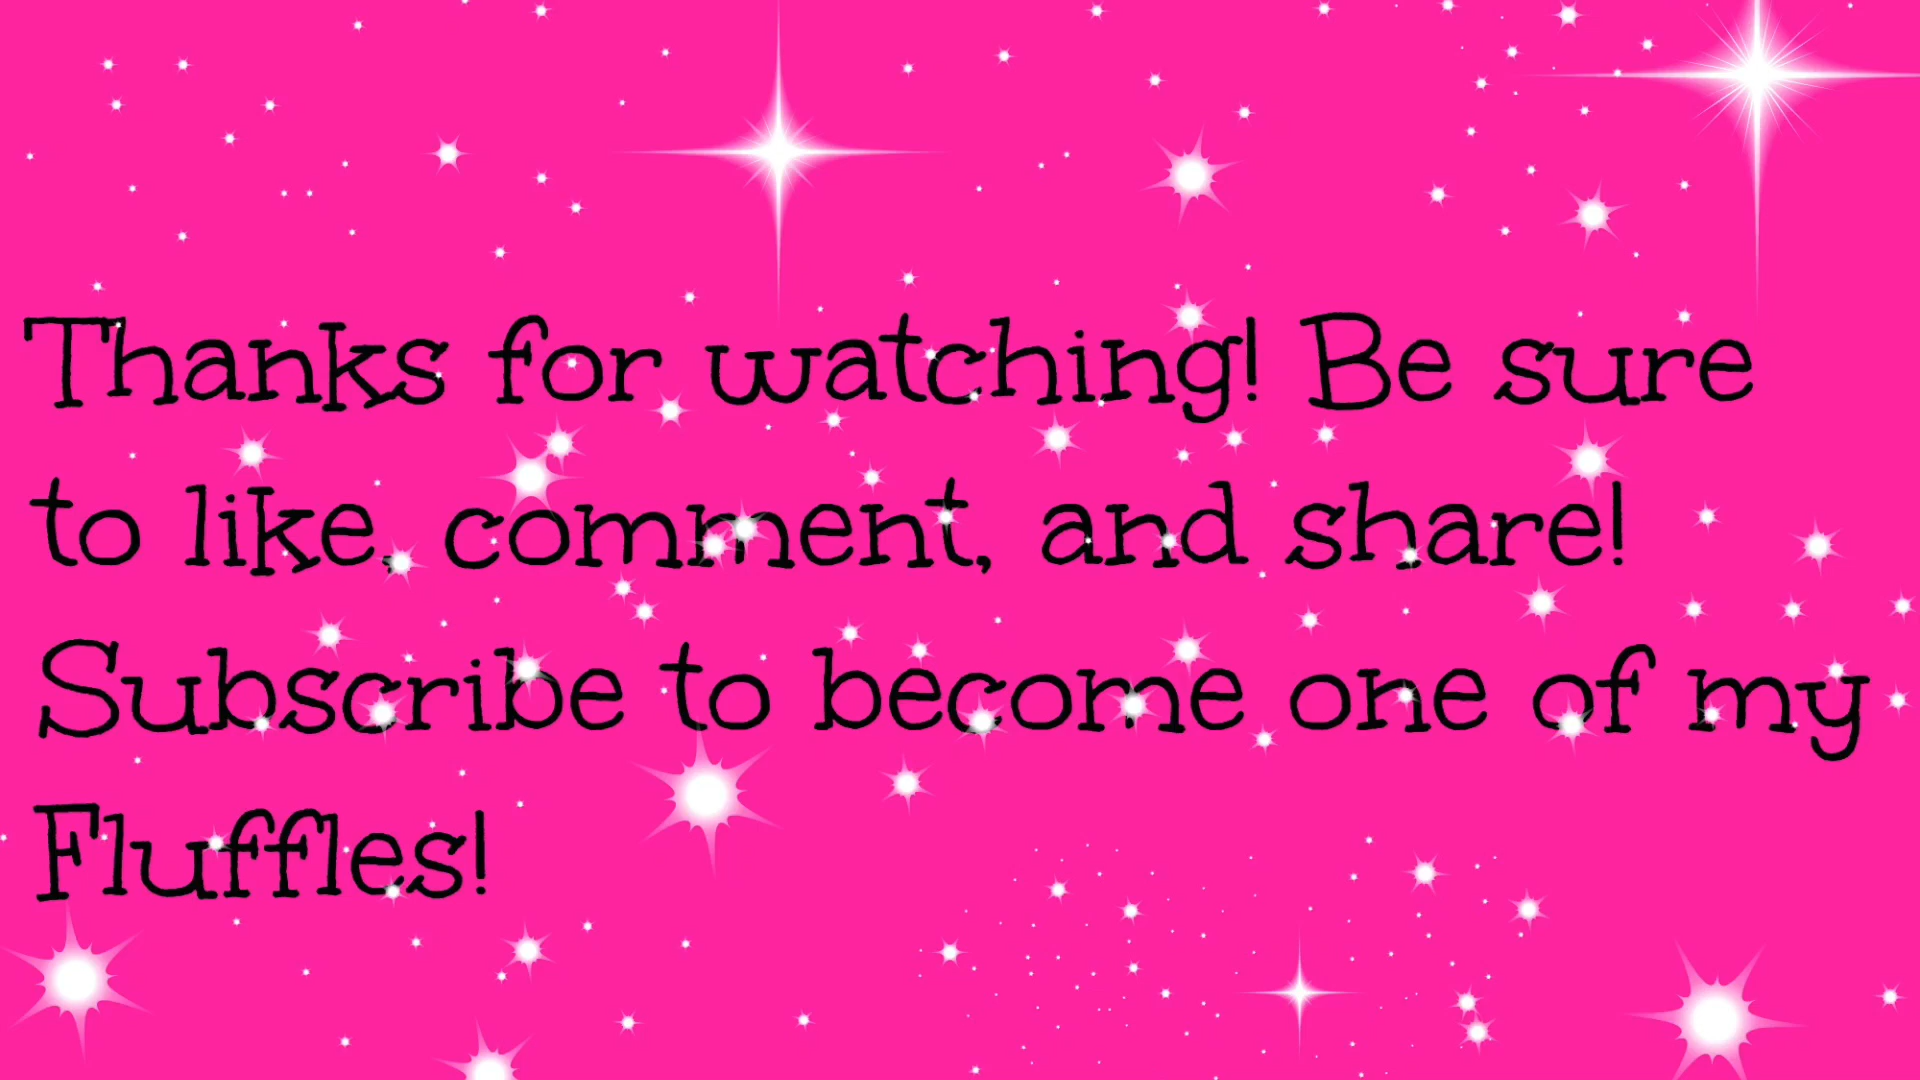 Thanks for watching! Be sure
to like, comment, and share!
Subscribe to become one of my
Fluffles!